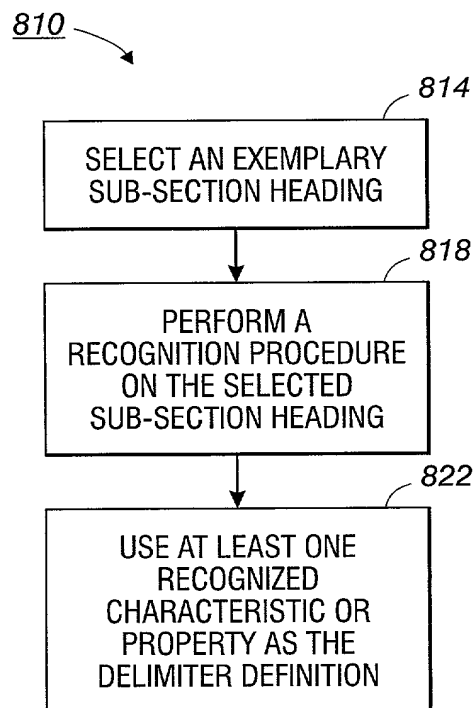 810
814
SELECT AN EXEMPLARY
SUB-SECTION HEADING
818
PERFORM A
RECOGNITION PROCEDURE
ON THE SELECTED
SUB-SECTION HEADING
822
USE AT LEAST ONE
RECOGNIZED
CHARACTERISTIC OR
PROPERTY AS THE
DELIMITER DEFINITION